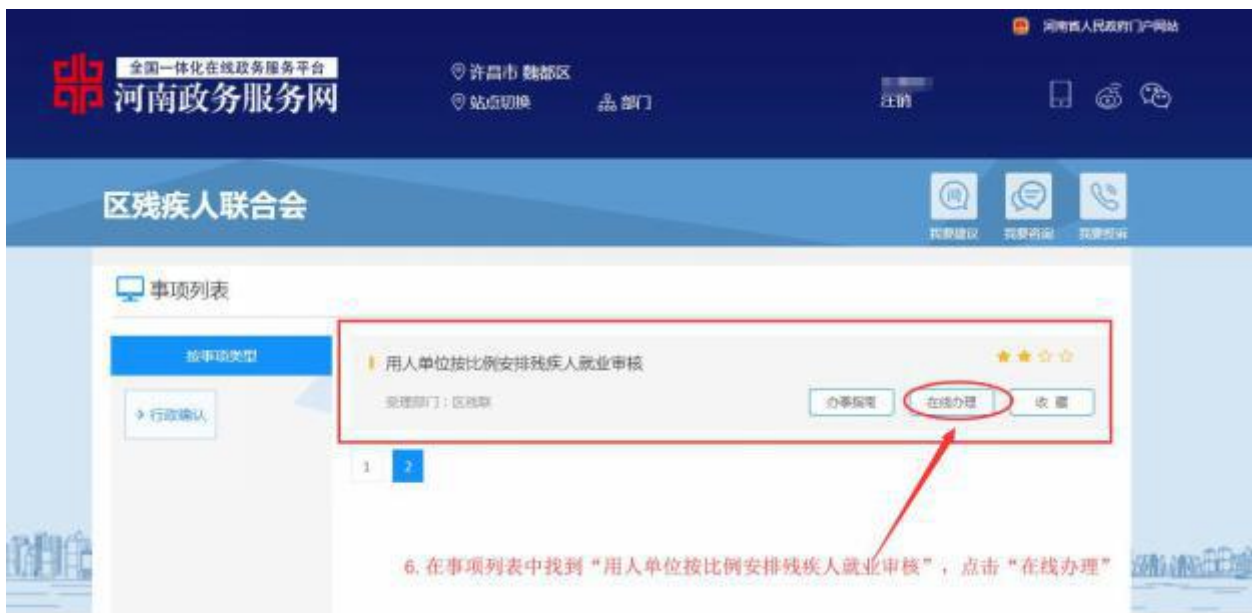 河南省人民政府门户网站
全国一体化在线政务服务平台
河南政务服务网
许昌市 魏都区
站点切换
部门
注销
区残疾人联合会
我要建议
我要咨询
我要投诉
事项列表
按事项类型
用人单位按比例安排残疾人就业审核
行政确认
受理部门：区残联
办事指南
在线办理
收 藏
1
2
6. 在事项列表中找到“用人单位按比例安排残疾人就业审核”，点击“在线办理”